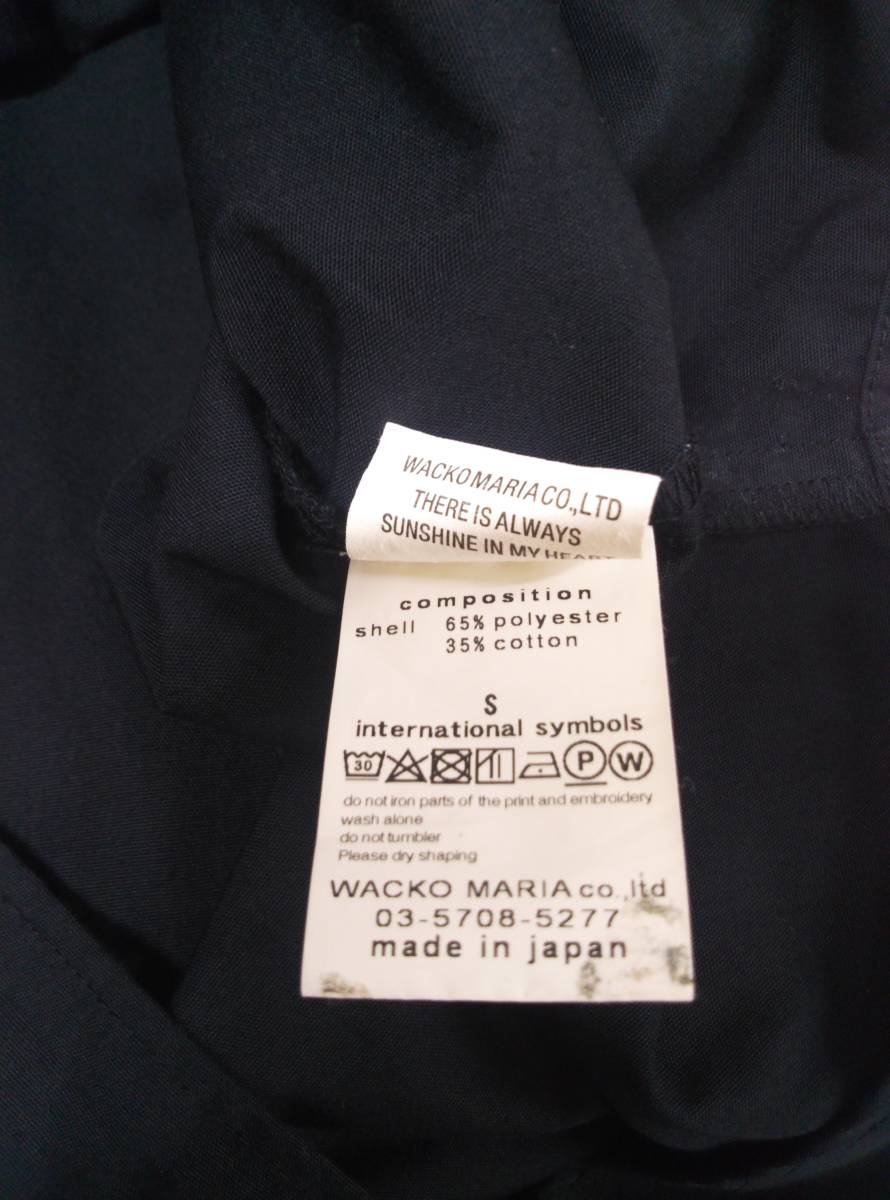 WACKO MARIA CO.,LTD
THERE IS ALWAYS
SUNSHINE IN MY HEART
composition
shell 65% polyester
35% cotton
S
international symbols
30 P W
do not iron parts of the print and embroidery
wash alone
do not tumbler
Please dry shaping
WACKO MARIA co.,ltd
03-5708-5277
made in japan